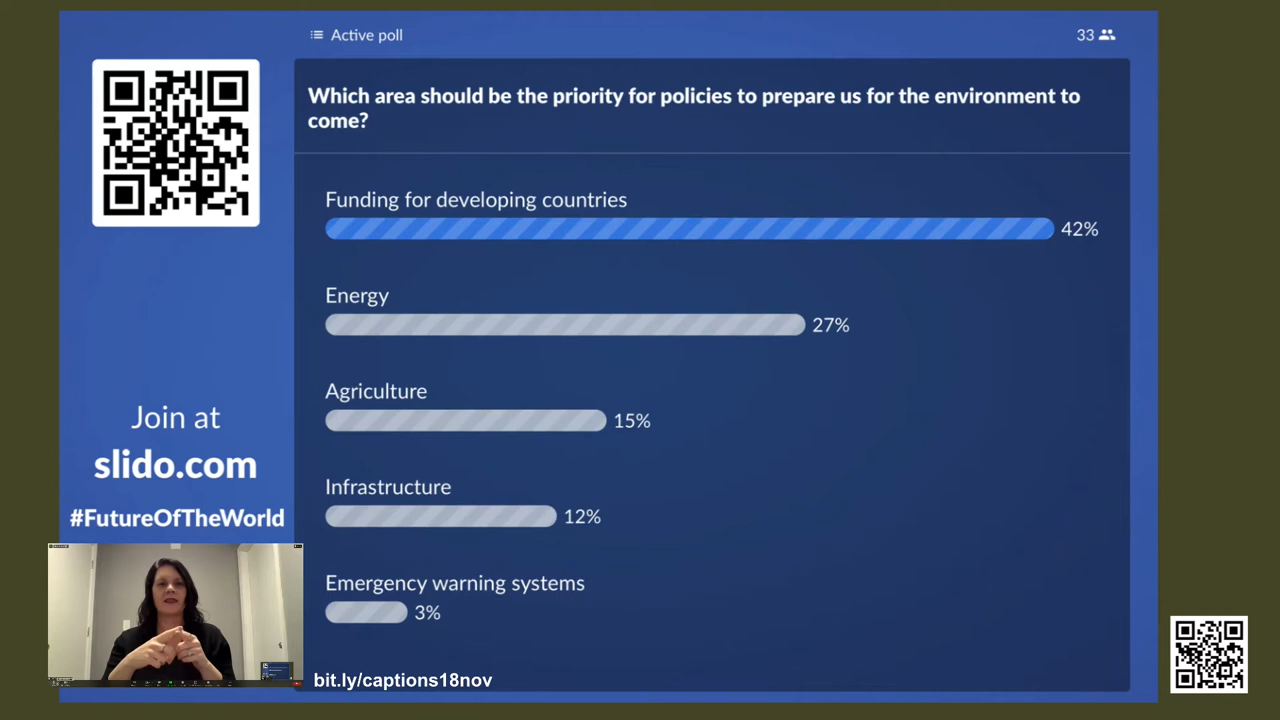 Active poll
33
Which area should be the priority for policies to prepare us for the environment to
come?
Funding for developing countries
42%
Energy
27%
Agriculture
15%
Infrastructure
12%
Emergency warning systems
3%
Join at
slido.com
#FutureOfTheWorld
bit.ly/captions18nov